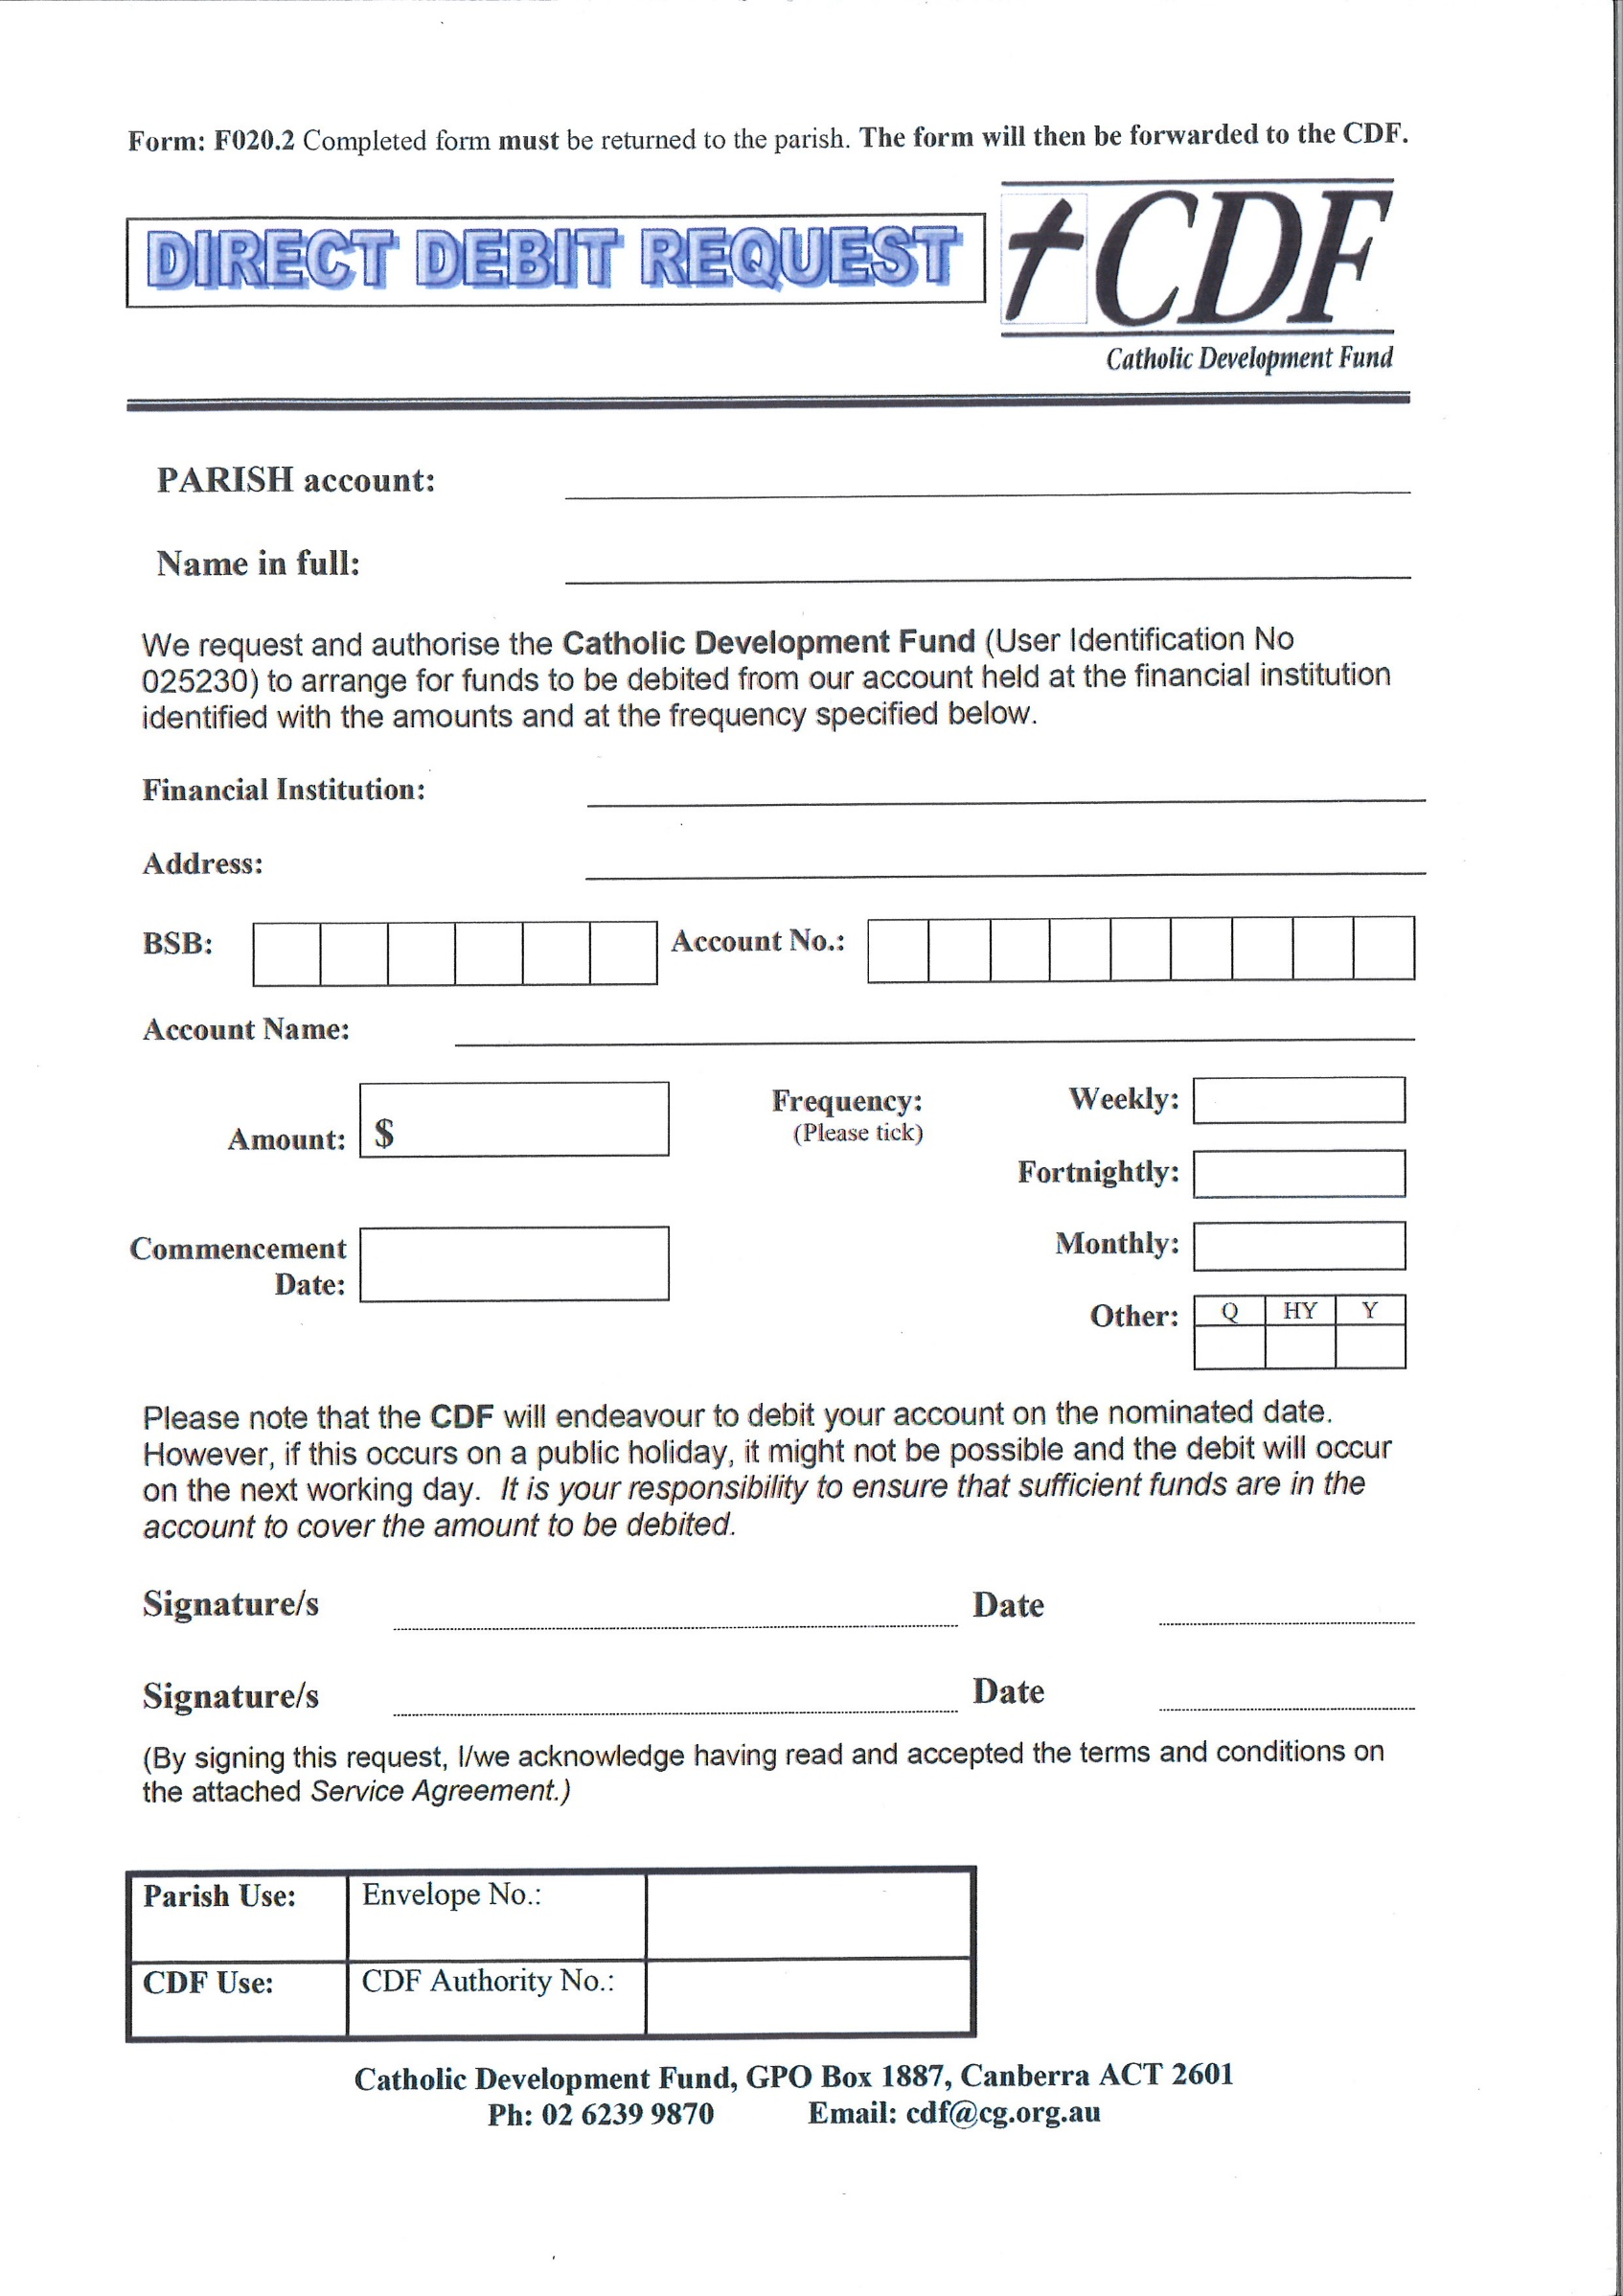 Form: F020.2 Completed form must be returned to the parish. The form will then be forwarded to the CDF.
DIRECT DEBIT REQUEST
CDF
Catholic Development Fund
PARISH account:
Name in full:
We request and authorise the Catholic Development Fund (User Identification No
025230) to arrange for funds to be debited from our account held at the financial institution
identified with the amounts and at the frequency specified below.
Financial Institution:
Address:
BSB: Account No.:
Account Name:
Amount: $ Frequency: Weekly:
(Please tick)
Fortnightly:
Commencement Monthly:
Date:
Other: Q HY Y
Please note that the CDF will endeavour to debit your account on the nominated date.
However, if this occurs on a public holiday, it might not be possible and the debit will occur
on the next working day. It is your responsibility to ensure that sufficient funds are in the
account to cover the amount to be debited.
Signature/s Date
Signature/s Date
(By signing this request, I/we acknowledge having read and accepted the terms and conditions on
the attached Service Agreement.)
Parish Use: Envelope No.:
CDF Use: CDF Authority No.:
Catholic Development Fund, GPO Box 1887, Canberra ACT 2601
Ph: 02 6239 9870 Email: cdf@cg.org.au